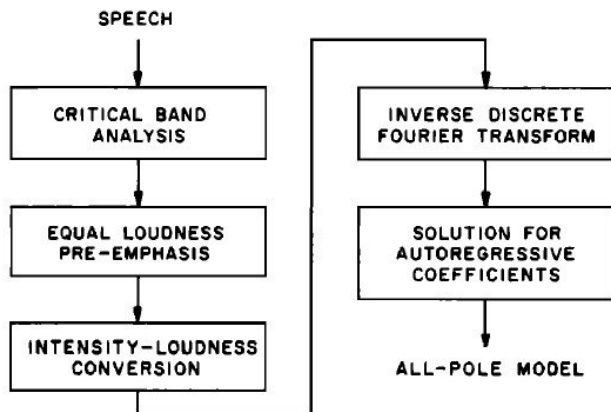 SPEECH
CRITICAL BAND
ANALYSIS
EQUAL LOUDNESS
PRE-EMPHASIS
INTENSITY-LOUDNESS
CONVERSION
INVERSE DISCRETE
FOURIER TRANSFORM
SOLUTION FOR
AUTOREGRESSIVE
COEFFICIENTS
ALL-POLE MODEL